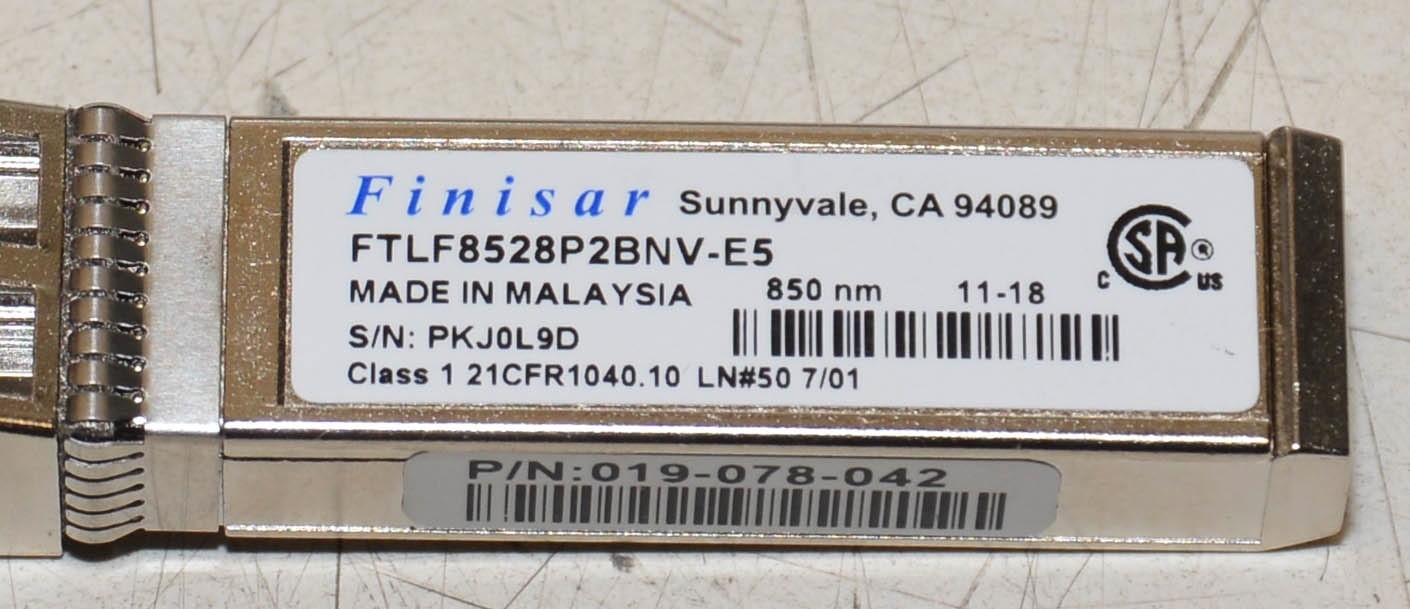 Finisar Sunnyvale, CA 94089
FTLF8528P2BNV-E5
MADE IN MALAYSIA 850 nm 11-18
S/N: PKJ0L9D
Class 1 21CFR1040.10 LN#50 7/01
C SA ® US
P/N:019-078-042